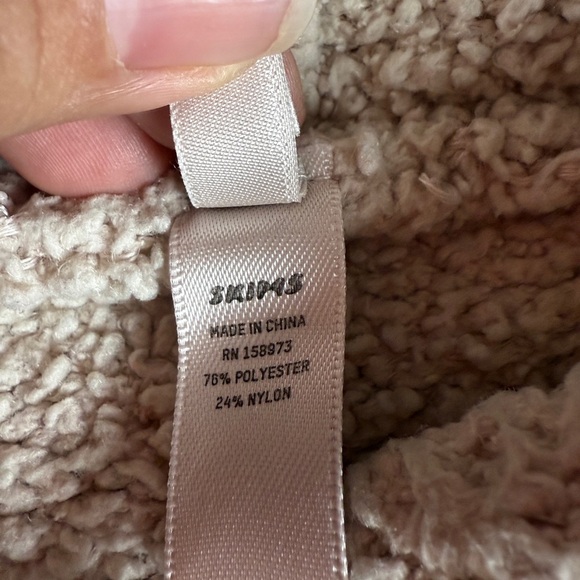 SKIMS
MADE IN CHINA
RN 158973
76% POLYESTER
24% NYLON